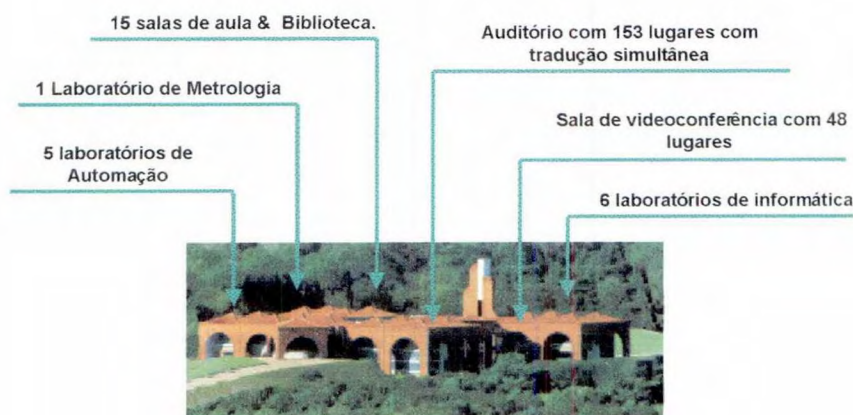 15 salas de aula & Biblioteca.
Auditório com 153 lugares com
tradução simultânea
1 Laboratório de Metrologia
Sala de videoconferência com 48
lugares
5 laboratórios de
Automação
6 laboratórios de informática